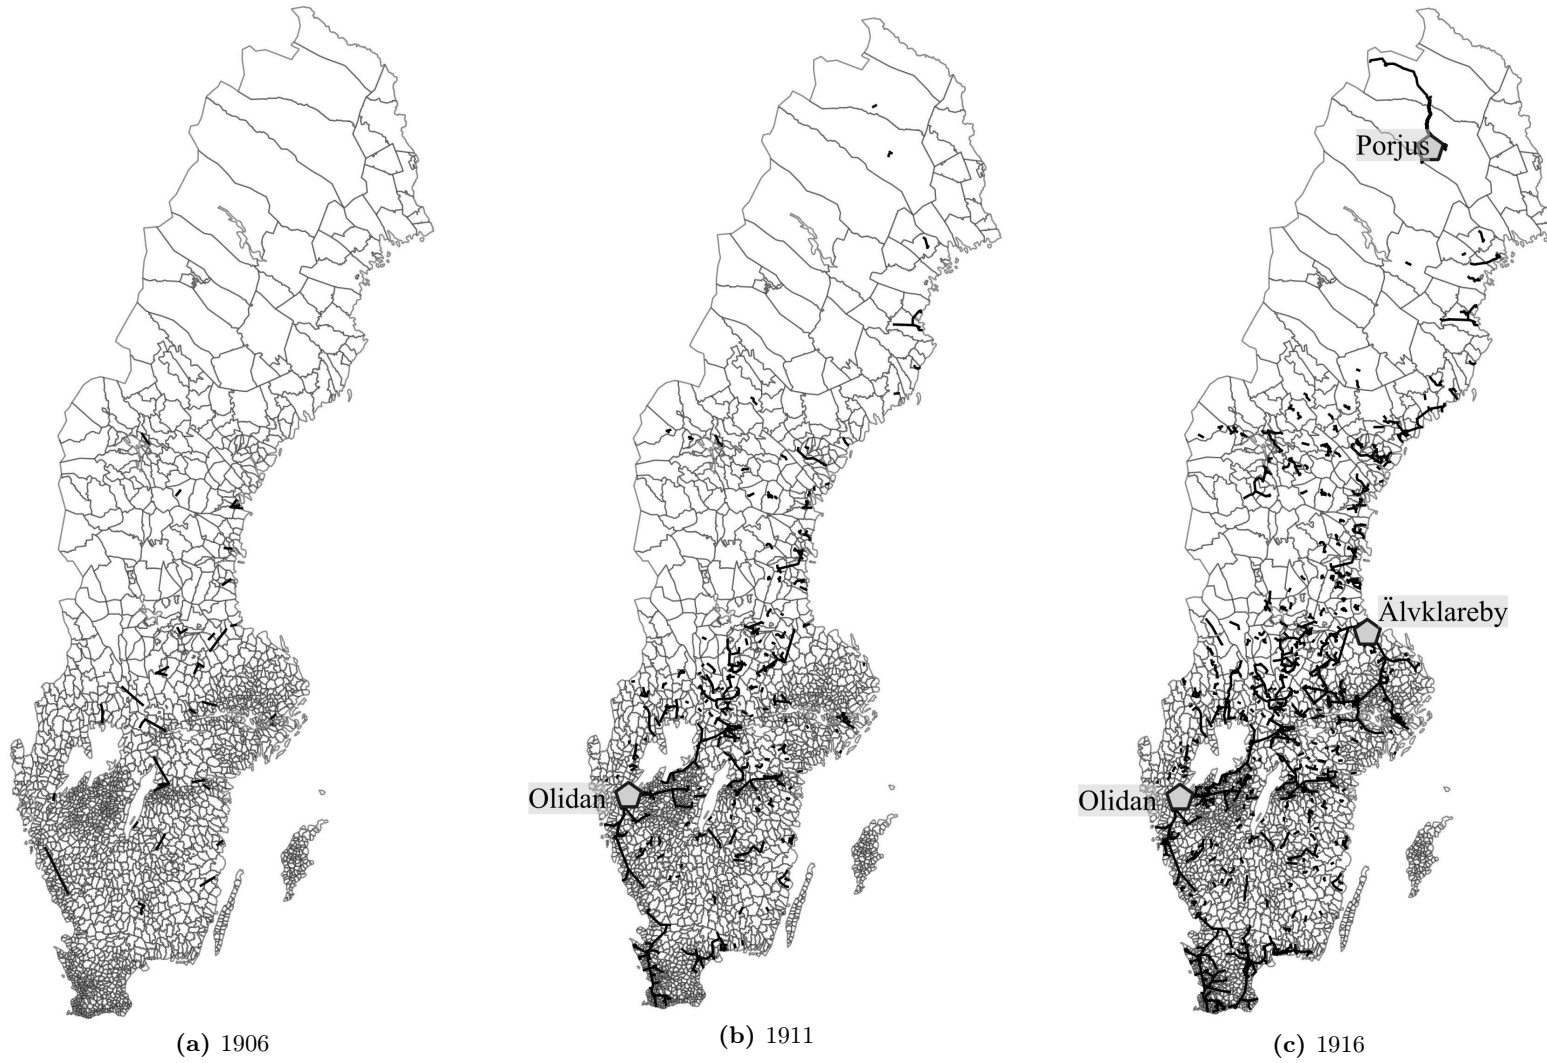 Porjus
Älvklareby
Olidan
Olidan
(a) 1906
(b) 1911
(c) 1916